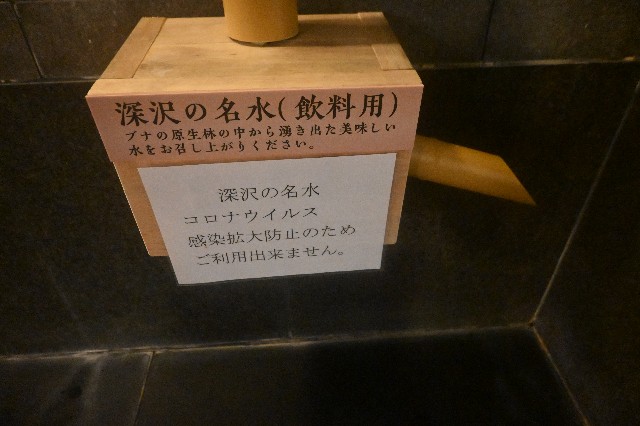 深沢の名水(飲料用)
ブナの原生林の中から湧き出た美味しい
水をお召し上がりください。
深沢の名水
コロナウイルス
感染拡大防止のため
ご利用出来ません。